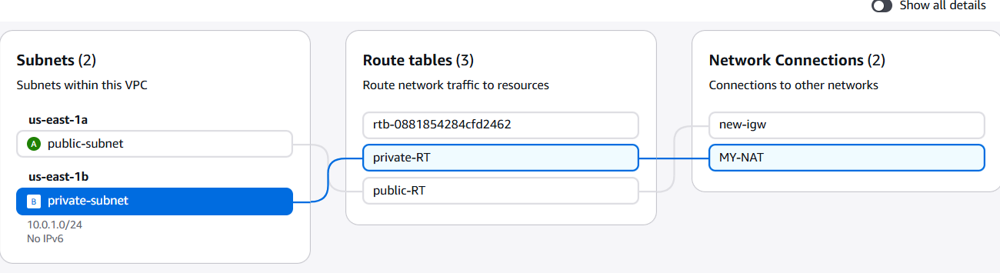 Show all details
Subnets (2)
Subnets within this VPC
us-east-1a
A public-subnet
us-east-1b
B private-subnet
10.0.1.0/24
No IPv6
Route tables (3)
Route network traffic to resources
rtb-0881854284cfd2462
private-RT
public-RT
Network Connections (2)
Connections to other networks
new-igw
MY-NAT